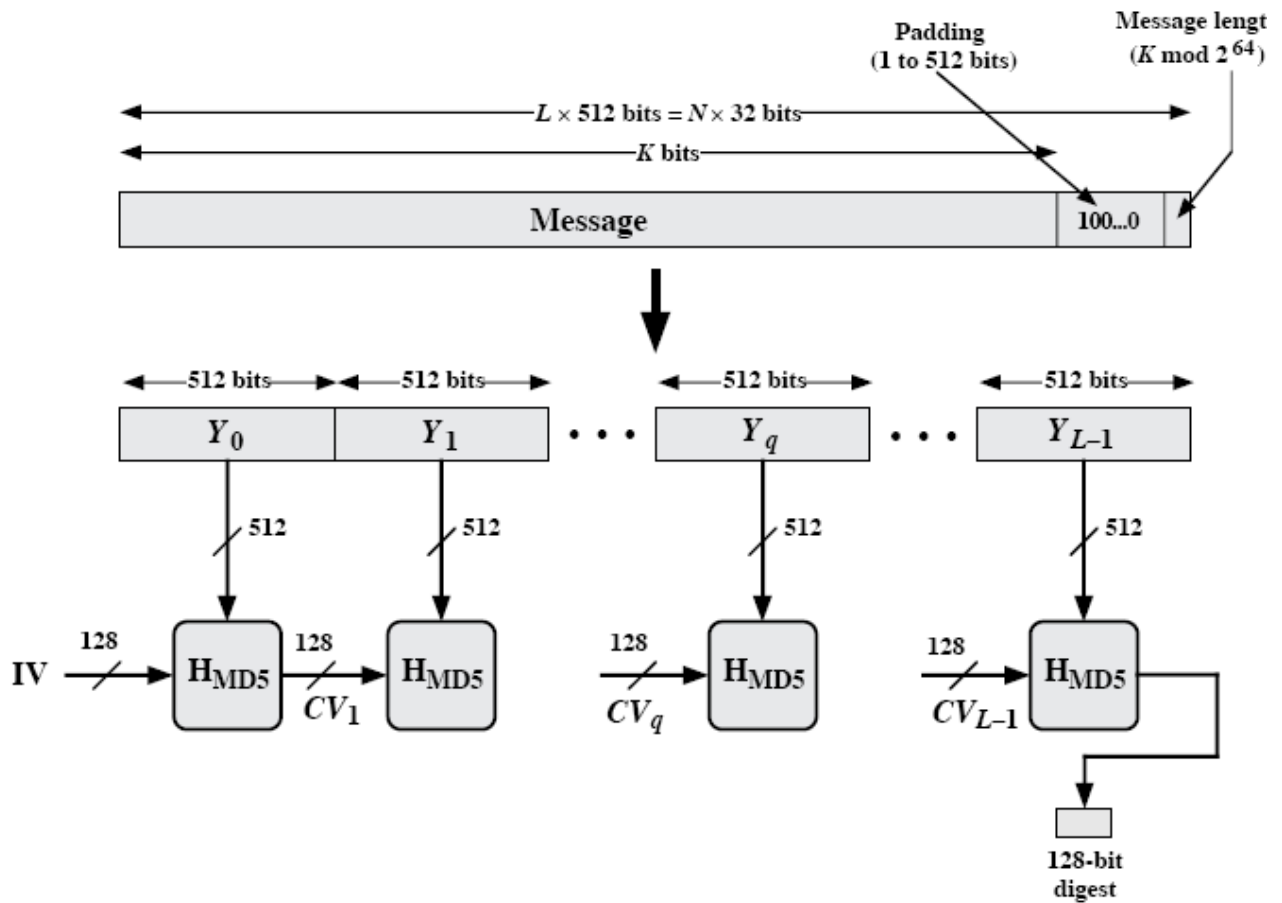 Padding
(1 to 512 bits)
Message lengt
(K mod 2^64)
L × 512 bits = N × 32 bits
K bits
Message
100...0
512 bits
512 bits
512 bits
512 bits
Y0
Y1
• • •
Yq
• • •
YL–1
512
512
512
512
IV
128
HMD5
128
CV1
HMD5
128
CVq
HMD5
128
CVL–1
HMD5
128-bit
digest